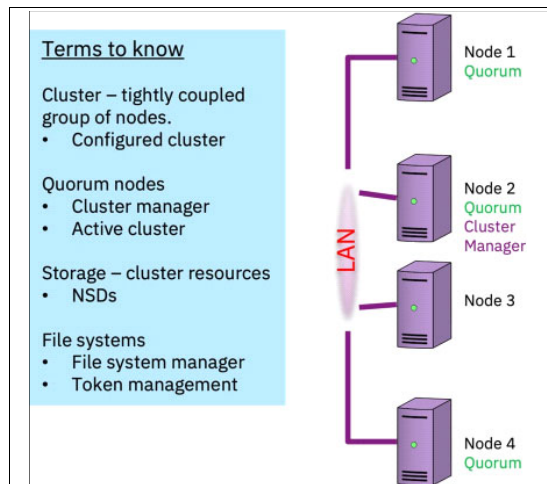 Terms to know
Cluster – tightly coupled
group of nodes.
• Configured cluster
Quorum nodes
• Cluster manager
• Active cluster
Storage – cluster resources
• NSDs
File systems
• File system manager
• Token management
LAN
Node 1
Quorum
Node 2
Quorum
Cluster
Manager
Node 3
Node 4
Quorum